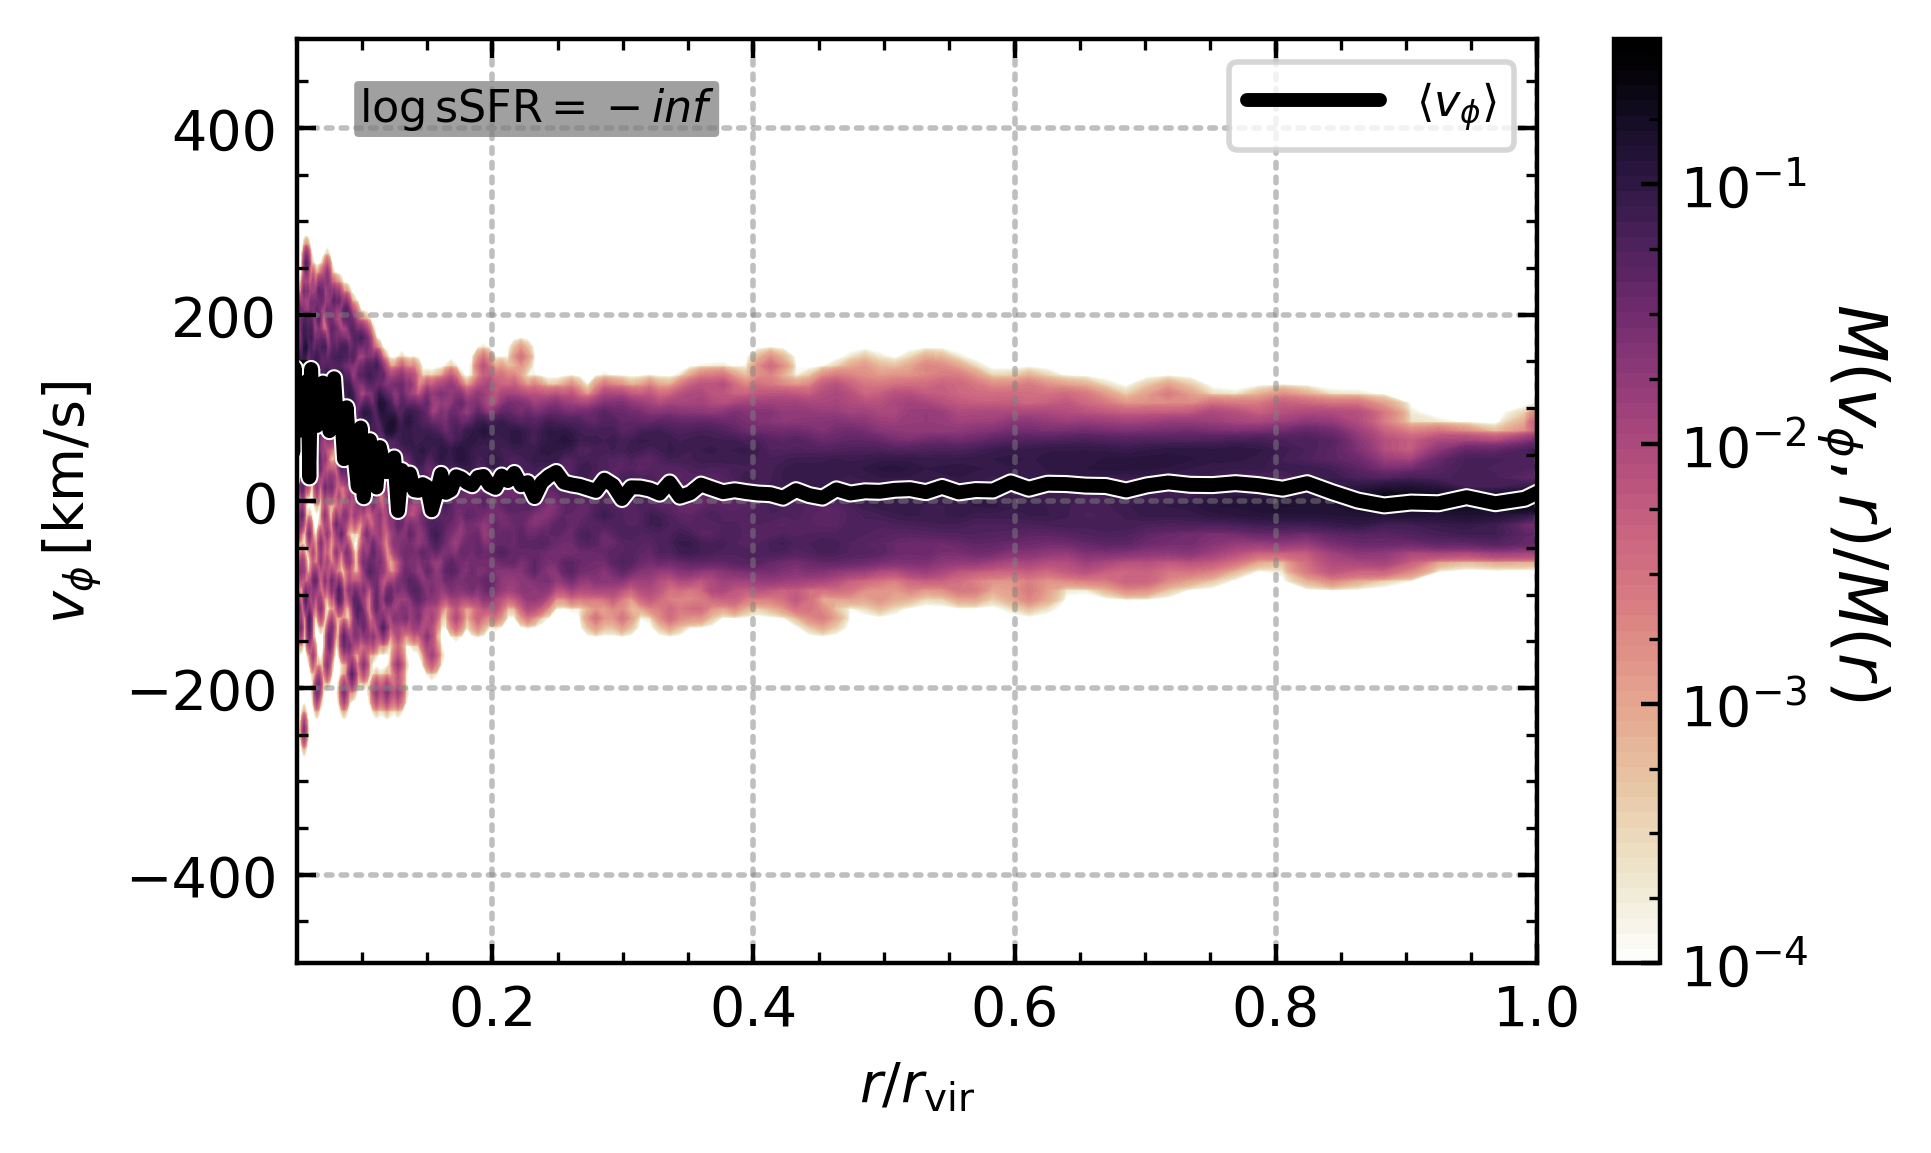 log sSFR = − inf
⟨v_ϕ⟩
400
200
0
−200
−400
v_ϕ [km/s]
0.2 0.4 0.6 0.8 1.0
r/r_vir
10^−1
10^−2
10^−3
10^−4
M(v_ϕ, r)/M(r)